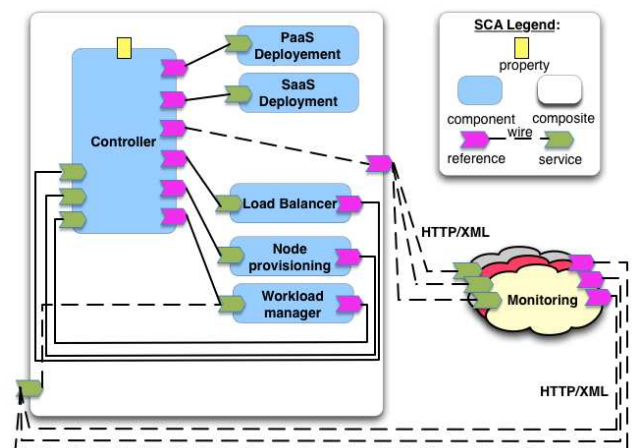 PaaS
Deployement
SaaS
Deployment
Controller
Load Balancer
Node
provisioning
Workload
manager
SCA Legend:
property
component
composite
wire
reference
service
HTTP/XML
Monitoring
HTTP/XML